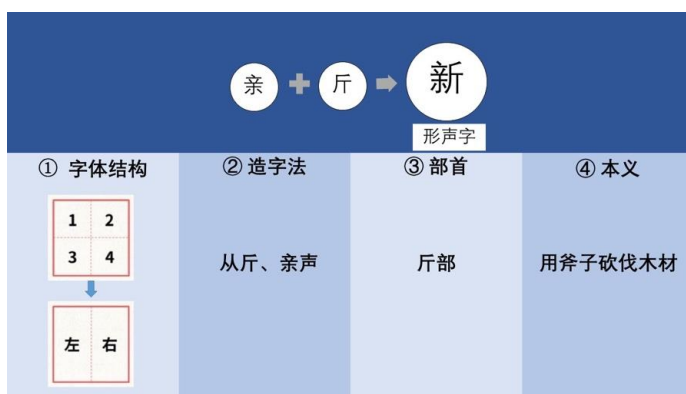 亲 斤 新
形声字
① 字体结构
1 2
3 4
左 右
② 造字法
从斤、亲声
③ 部首
斤部
④ 本义
用斧子砍伐木材